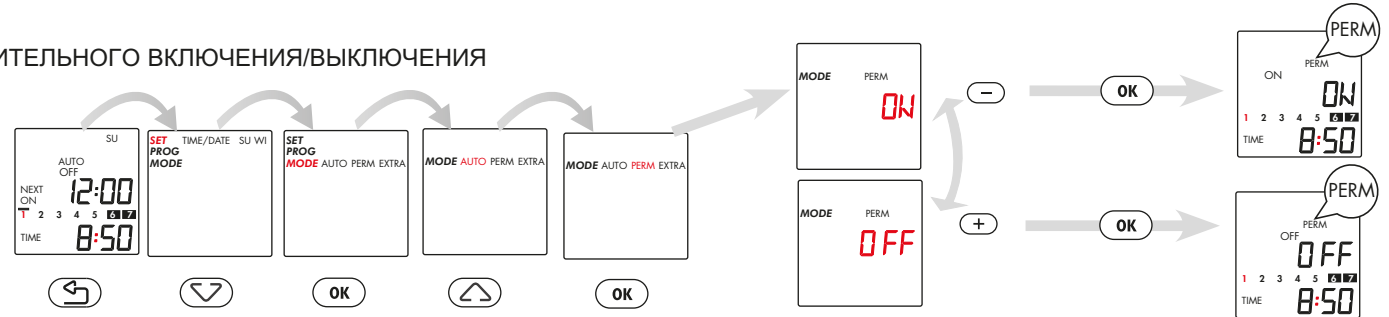 ИТЕЛЬНОГО ВКЛЮЧЕНИЯ/ВЫКЛЮЧЕНИЯ
SU
AUTO
OFF
NEXT
ON
12:00
1 2 3 4 5 6 7
TIME
8:50
SET TIME/DATE SU WI
PROG
MODE
OK
SET
PROG
MODE AUTO PERM EXTRA
OK
MODE AUTO PERM EXTRA
MODE AUTO PERM EXTRA
OK
MODE PERM
ON
MODE PERM
OFF
−
+
OK
OK
PERM
PERM
ON
ON
1 2 3 4 5 6 7
TIME
8:50
PERM
PERM
OFF
OFF
1 2 3 4 5 6 7
TIME
8:50